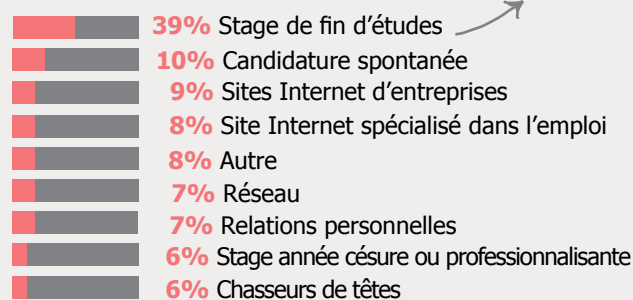 39% Stage de fin d’études
10% Candidature spontanée
9% Sites Internet d’entreprises
8% Site Internet spécialisé dans l’emploi
8% Autre
7% Réseau
7% Relations personnelles
6% Stage année césure ou professionnalisante
6% Chasseurs de têtes